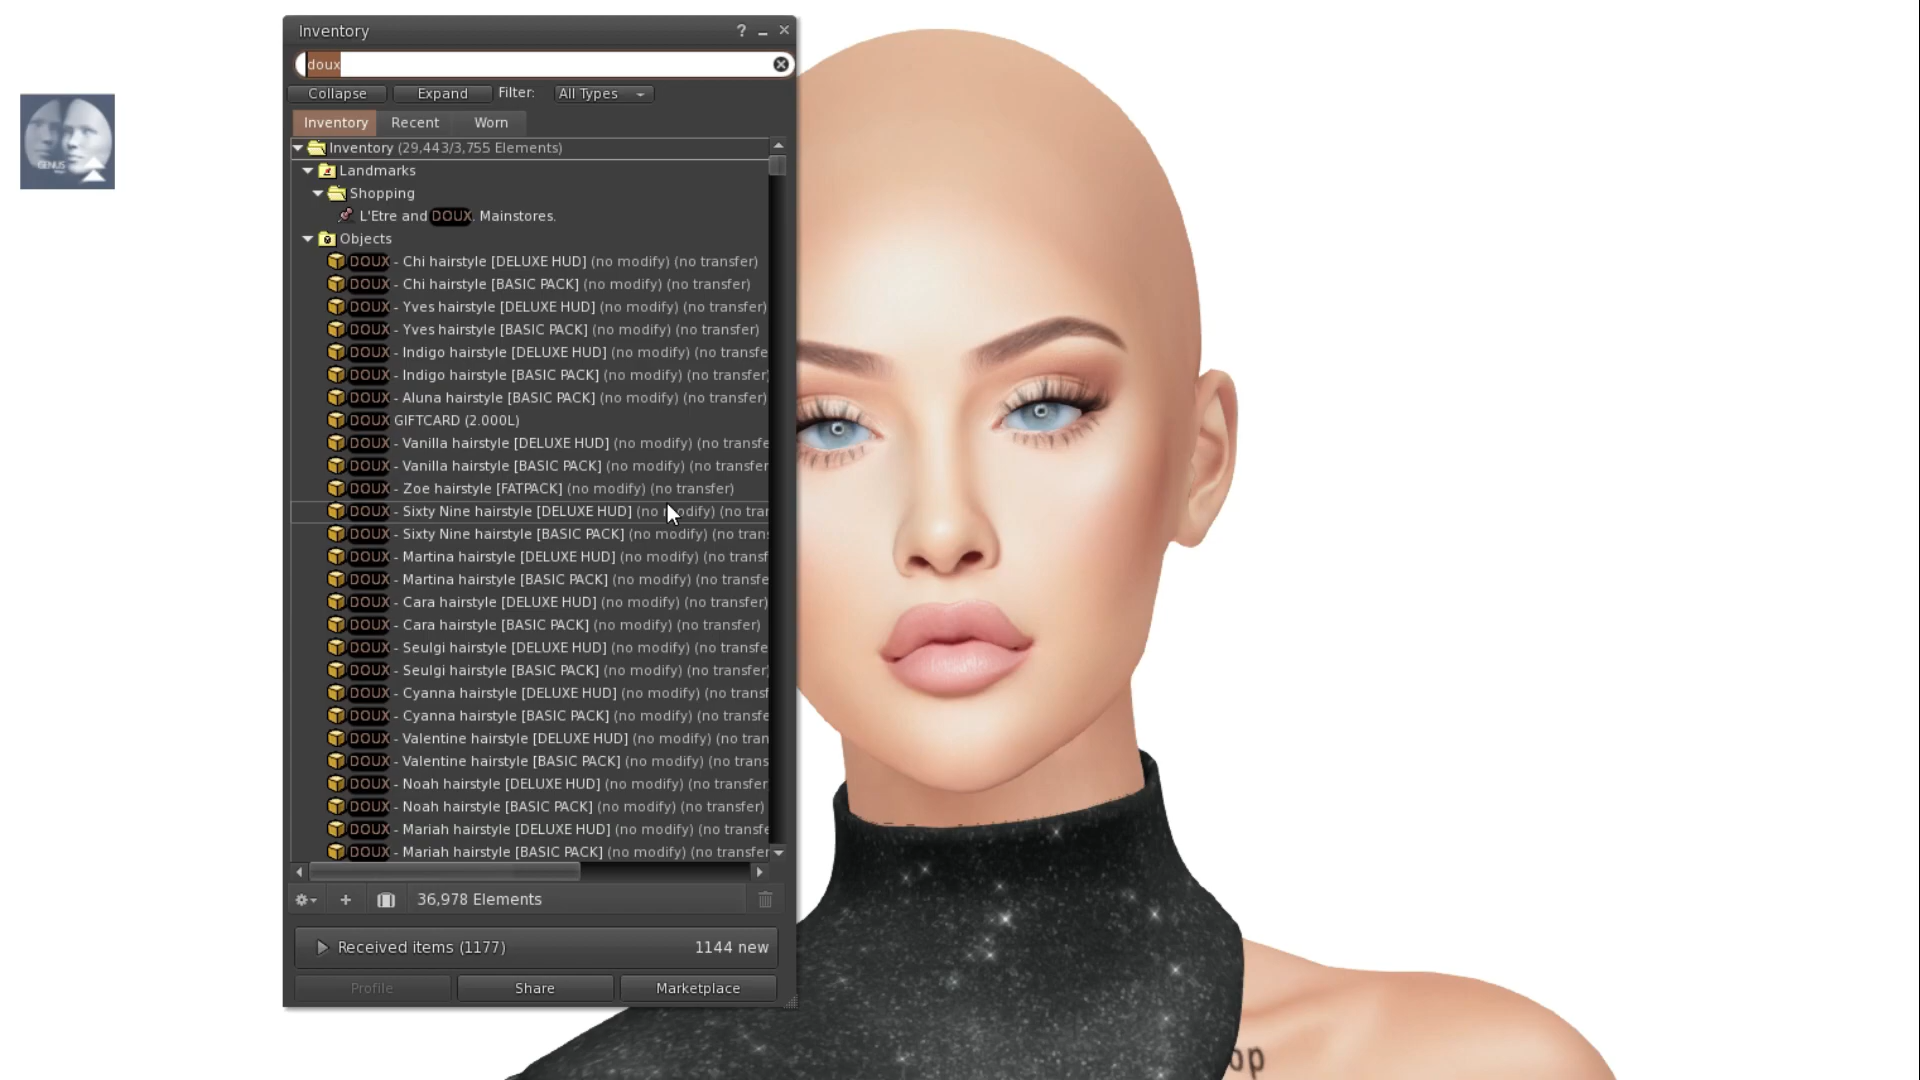 Inventory
doux
Collapse Expand Filter: All Types
Inventory Recent Worn
Inventory (29,443/3,755 Elements)
Landmarks
Shopping
L'Etre and DOUX. Mainstores.
Objects
DOUX - Chi hairstyle [DELUXE HUD] (no modify) (no transfer)
DOUX - Chi hairstyle [BASIC PACK] (no modify) (no transfer)
DOUX - Yves hairstyle [DELUXE HUD] (no modify) (no transfer)
DOUX - Yves hairstyle [BASIC PACK] (no modify) (no transfer)
DOUX - Indigo hairstyle [DELUXE HUD] (no modify) (no transfe
DOUX - Indigo hairstyle [BASIC PACK] (no modify) (no transfer)
DOUX - Aluna hairstyle [BASIC PACK] (no modify) (no transfer)
DOUX GIFTCARD (2.000L)
DOUX - Vanilla hairstyle [DELUXE HUD] (no modify) (no transfe
DOUX - Vanilla hairstyle [BASIC PACK] (no modify) (no transfer
DOUX - Zoe hairstyle [FATPACK] (no modify) (no transfer)
DOUX - Sixty Nine hairstyle [DELUXE HUD] (no modify) (no tra
DOUX - Sixty Nine hairstyle [BASIC PACK] (no modify) (no trans
DOUX - Martina hairstyle [DELUXE HUD] (no modify) (no transf
DOUX - Martina hairstyle [BASIC PACK] (no modify) (no transfe
DOUX - Cara hairstyle [DELUXE HUD] (no modify) (no transfer)
DOUX - Cara hairstyle [BASIC PACK] (no modify) (no transfer)
DOUX - Seulgi hairstyle [DELUXE HUD] (no modify) (no transfe
DOUX - Seulgi hairstyle [BASIC PACK] (no modify) (no transfer)
DOUX - Cyanna hairstyle [DELUXE HUD] (no modify) (no transf
DOUX - Cyanna hairstyle [BASIC PACK] (no modify) (no transfe
DOUX - Valentine hairstyle [DELUXE HUD] (no modify) (no tran
DOUX - Valentine hairstyle [BASIC PACK] (no modify) (no trans
DOUX - Noah hairstyle [DELUXE HUD] (no modify) (no transfer
DOUX - Noah hairstyle [BASIC PACK] (no modify) (no transfer)
DOUX - Mariah hairstyle [DELUXE HUD] (no modify) (no transfe
DOUX - Mariah hairstyle [BASIC PACK] (no modify) (no transfer
36,978 Elements
Received items (1177) 1144 new
Profile Share Marketplace
GENUS
op